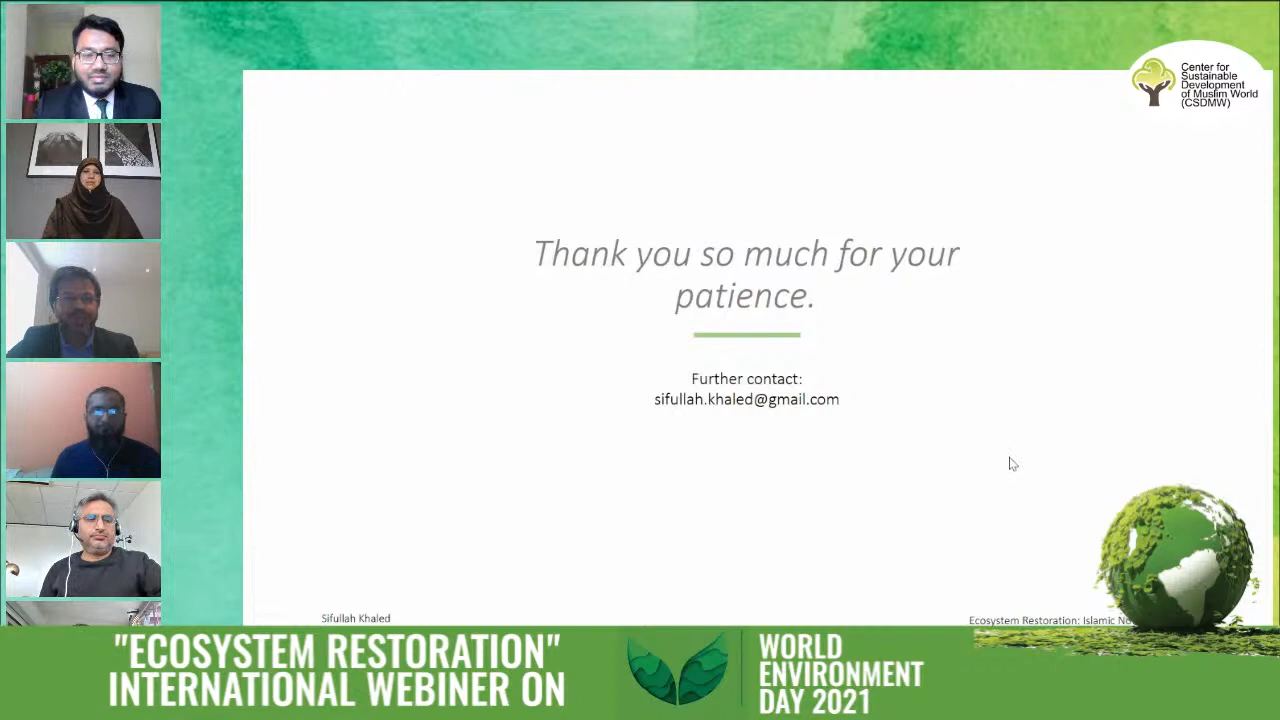 Center for
Sustainable
Development
of Muslim World
(CSDMW)
Thank you so much for your
patience.
Further contact:
sifullah.khaled@gmail.com
Sifullah Khaled
Ecosystem Restoration: Islamic
"ECOSYSTEM RESTORATION"
INTERNATIONAL WEBINER ON
WORLD
ENVIRONMENT
DAY 2021